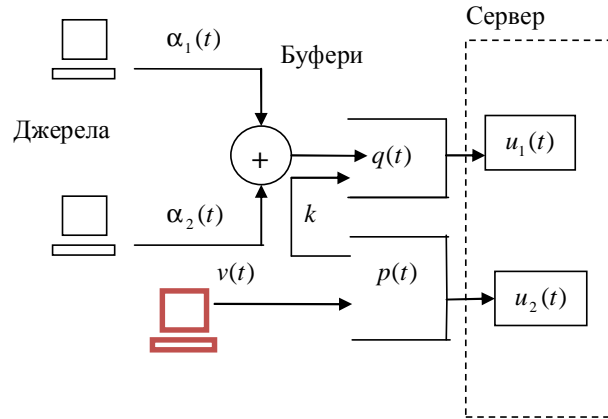 Сервер
α₁(t)
Буфери
Джерела
+
q(t)
u₁(t)
α₂(t)
k
v(t)
p(t)
u₂(t)